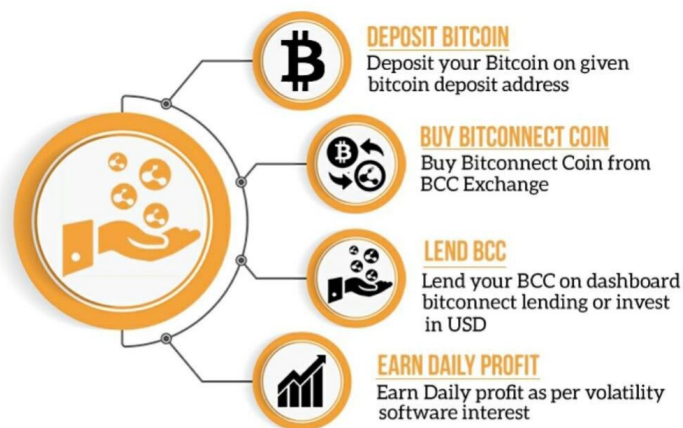 DEPOSIT BITCOIN
Deposit your Bitcoin on given
bitcoin deposit address
BUY BITCONNECT COIN
Buy Bitconnect Coin from
BCC Exchange
LEND BCC
Lend your BCC on dashboard
bitconnect lending or invest
in USD
EARN DAILY PROFIT
Earn Daily profit as per volatility
software interest